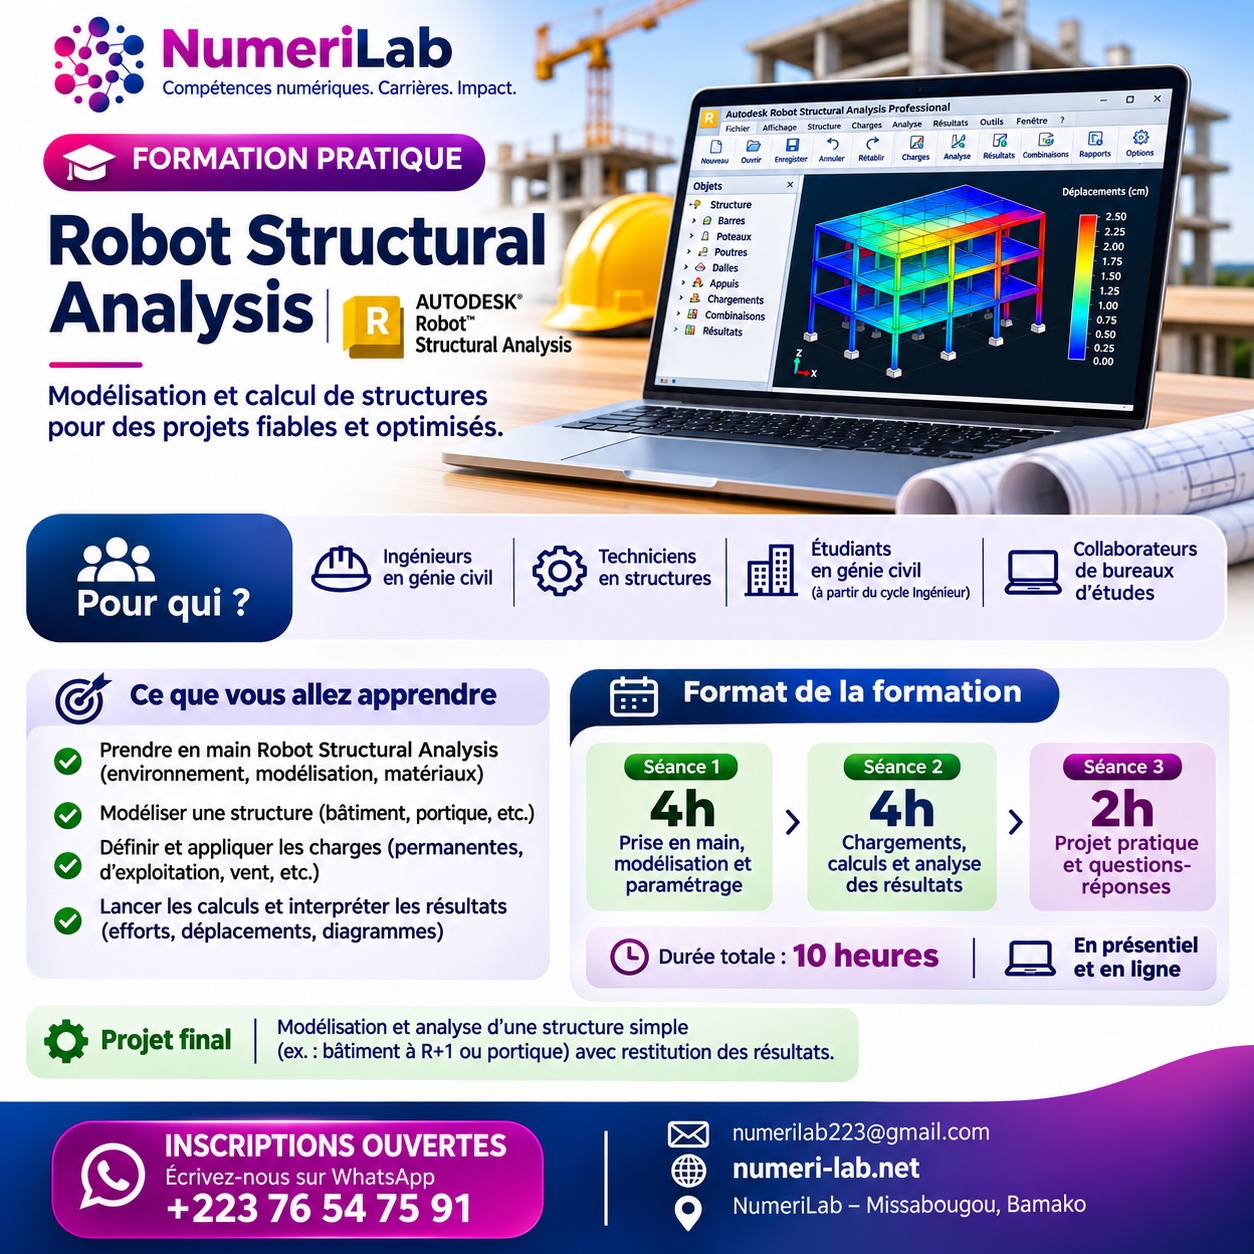 NumeriLab
Compétences numériques. Carrières. Impact.
FORMATION PRATIQUE
Robot Structural
Analysis
R
AUTODESK®
Robot™
Structural Analysis
Modélisation et calcul de structures
pour des projets fiables et optimisés.
R
Autodesk Robot Structural Analysis Professional
Fichier Affichage Structure Charges Analyse Résultats Outils Fenêtre ?
Nouveau Ouvrir Enregister Annuler Rétablir Charges Analyse Résultats Combinaisons Rapports Options
Objets
Structure
Barres
Poteaux
Poutres
Dalles
Appuis
Chargements
Combinaisons
Résultats
Déplacements (cm)
2.50
2.25
2.00
1.75
1.50
1.25
1.00
0.75
0.50
0.25
0.00
Z
X
Pour qui ?
Ingénieurs
en génie civil
Techniciens
en structures
Étudiants
en génie civil
(à partir du cycle Ingénieur)
Collaborateurs
de bureaux
d'études
Ce que vous allez apprendre
Prendre en main Robot Structural Analysis
(environnement, modélisation, matériaux)
Modéliser une structure (bâtiment, portique, etc.)
Définir et appliquer les charges (permanentes,
d'exploitation, vent, etc.)
Lancer les calculs et interpréter les résultats
(efforts, déplacements, diagrammes)
Format de la formation
Séance 1
4h
Prise en main,
modélisation et
paramétrage
Séance 2
4h
Chargements,
calculs et analyse
des résultats
Séance 3
2h
Projet pratique
et questions-
réponses
Durée totale : 10 heures
En présentiel
et en ligne
Projet final
Modélisation et analyse d'une structure simple
(ex. : bâtiment à R+1 ou portique) avec restitution des résultats.
INSCRIPTIONS OUVERTES
Écrivez-nous sur WhatsApp
+223 76 54 75 91
numerilab223@gmail.com
numeri-lab.net
NumeriLab – Missabougou, Bamako